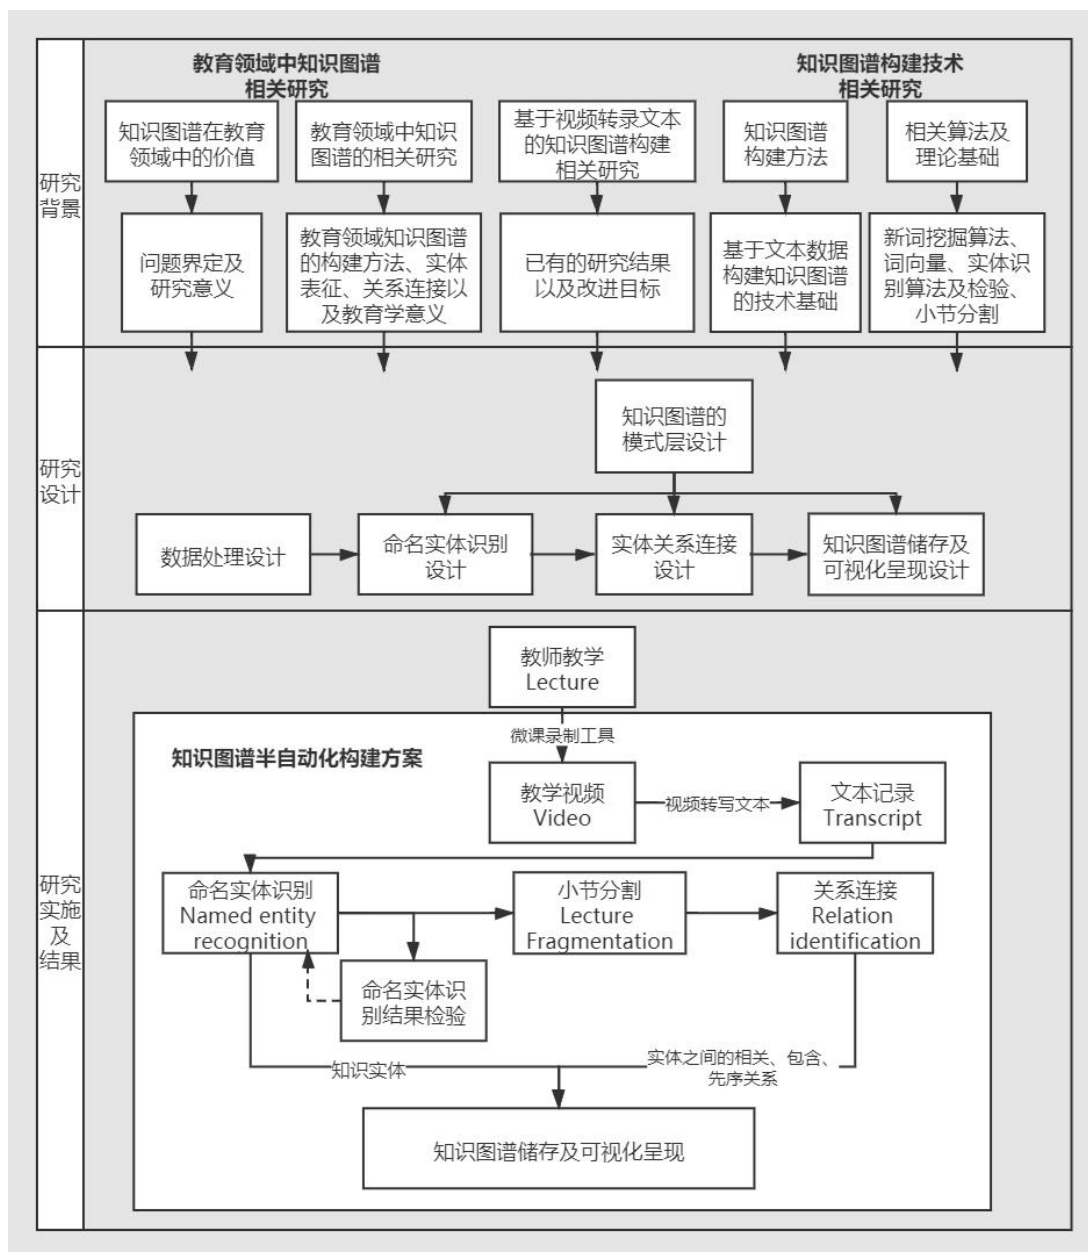 教育领域中知识图谱
相关研究
知识图谱构建技术
相关研究
知识图谱在教育
领域中的价值
教育领域中知识
图谱的相关研究
基于视频转录文本
的知识图谱构建
相关研究
知识图谱
构建方法
相关算法及
理论基础
研究
背景
问题界定及
研究意义
教育领域知识图谱
的构建方法、实体
表征、关系连接以
及教育学意义
已有的研究结果
以及改进目标
基于文本数据
构建知识图谱
的技术基础
新词挖掘算法、
词向量、实体识
别算法及检验、
小节分割
知识图谱的
模式层设计
研究
设计
数据处理设计
命名实体识别
设计
实体关系连接
设计
知识图谱储存及
可视化呈现设计
教师教学
Lecture
微课录制工具
知识图谱半自动化构建方案
教学视频
Video
视频转写文本
文本记录
Transcript
研究
实施
及
结果
命名实体识别
Named entity
recognition
小节分割
Lecture
Fragmentation
关系连接
Relation
identification
命名实体识
别结果检验
知识实体
实体之间的相关、包含、
先序关系
知识图谱储存及可视化呈现